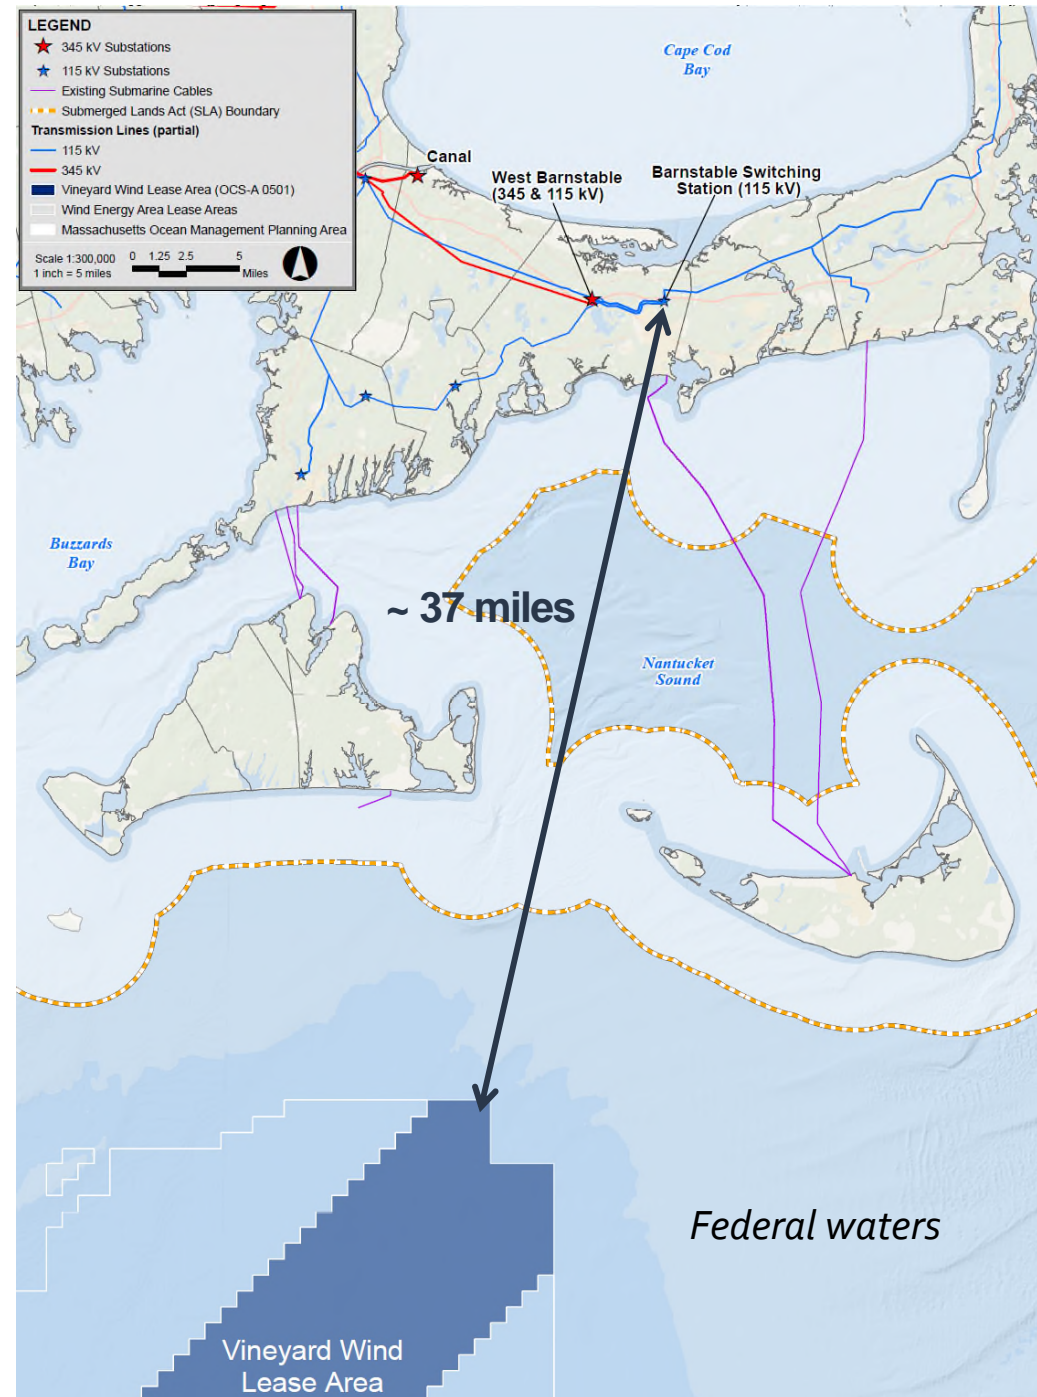 LEGEND
345 kV Substations
115 kV Substations
Existing Submarine Cables
Submerged Lands Act (SLA) Boundary
Transmission Lines (partial)
115 kV
345 kV
Vineyard Wind Lease Area (OCS-A 0501)
Wind Energy Area Lease Areas
Massachusetts Ocean Management Planning Area
Scale 1:300,000
1 inch = 5 miles
0 1.25 2.5 5
Miles
Cape Cod
Bay
Canal
West Barnstable
(345 & 115 kV)
Barnstable Switching
Station (115 kV)
Buzzards
Bay
~ 37 miles
Nantucket
Sound
Federal waters
Vineyard Wind
Lease Area